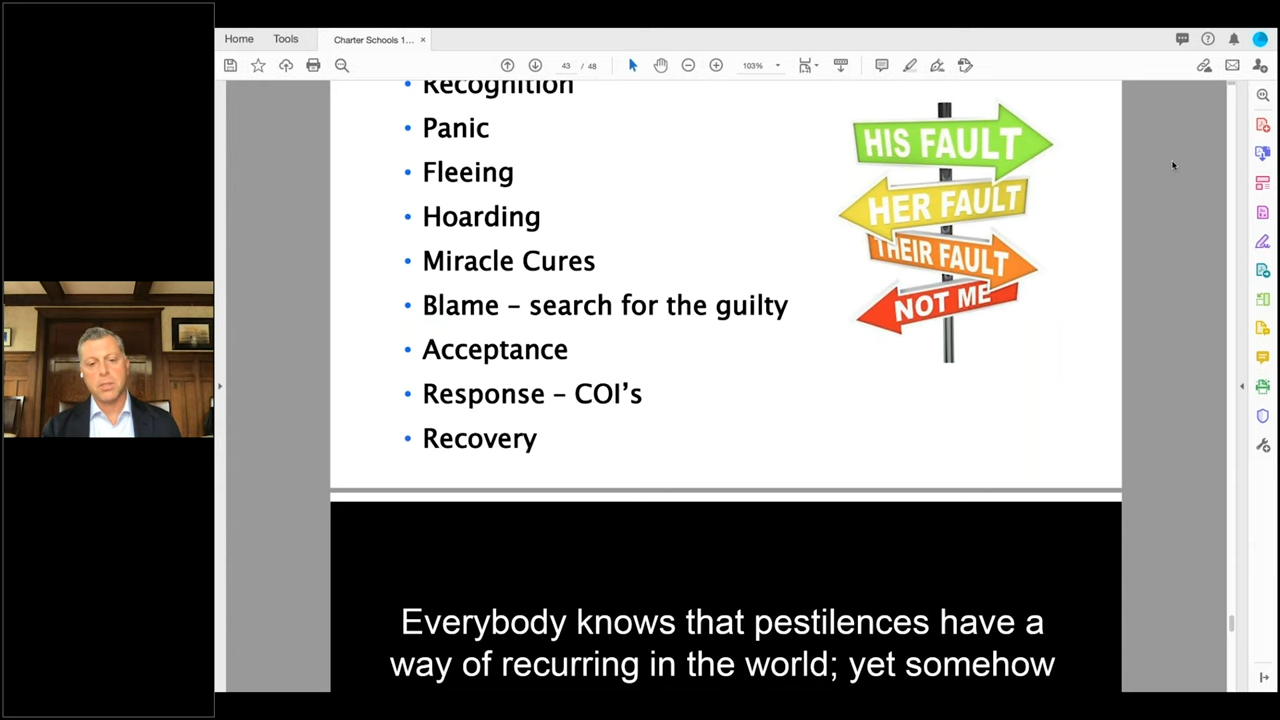 Home
Tools
Charter Schools 1... ×
43 / 48
103%
Recognition
Panic
Fleeing
Hoarding
Miracle Cures
Blame – search for the guilty
Acceptance
Response – COI's
Recovery
HIS FAULT
HER FAULT
THEIR FAULT
NOT ME
Everybody knows that pestilences have a
way of recurring in the world; yet somehow